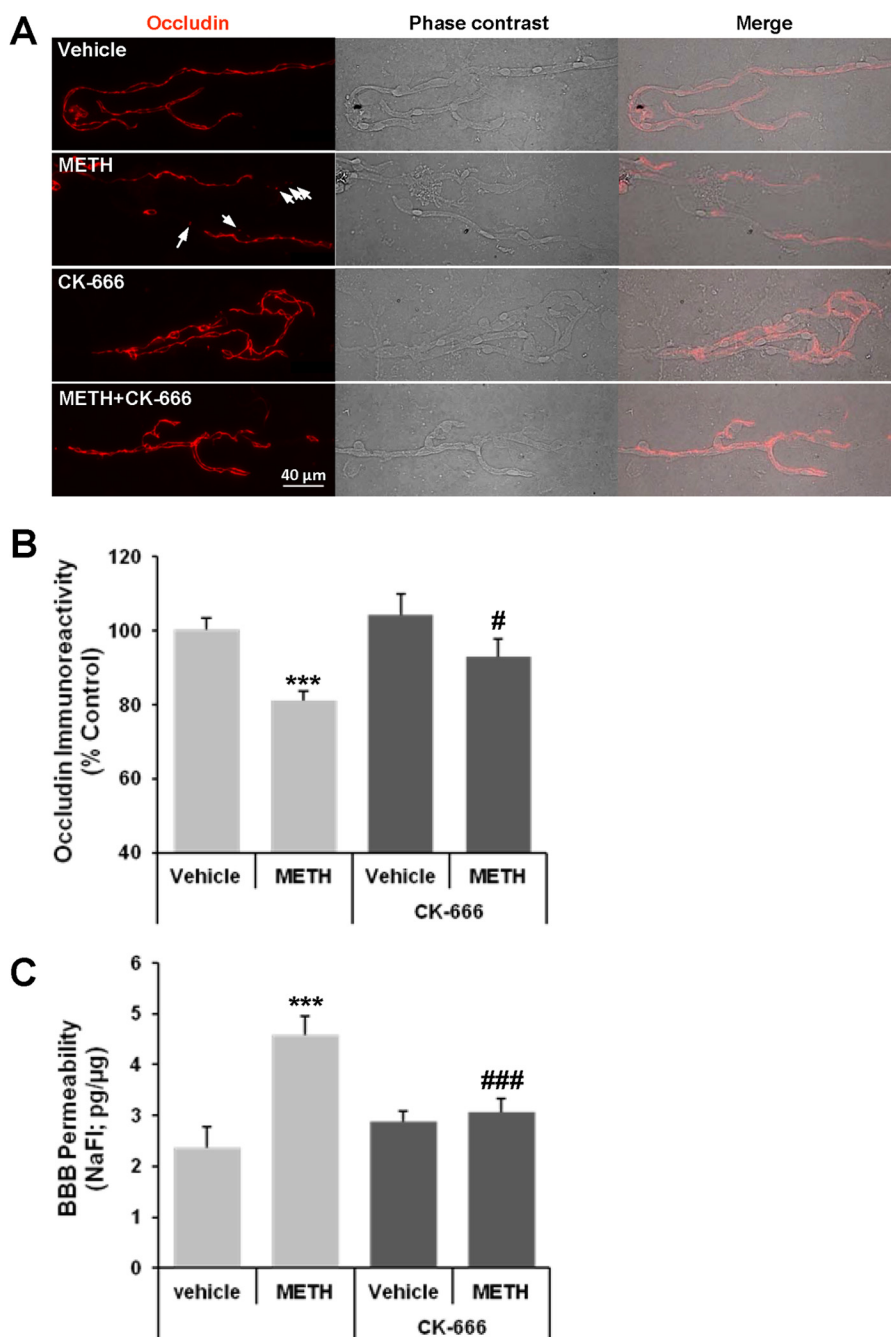 A
Occludin Phase contrast Merge
Vehicle
METH
CK-666
METH+CK-666
40 µm
B
Occludin Immunoreactivity
(% Control)
120
100
80
60
40
***
#
Vehicle METH Vehicle METH
CK-666
C
BBB Permeability
(NaFl; pg/µg)
6
5
4
3
2
1
0
***
###
vehicle METH Vehicle METH
CK-666